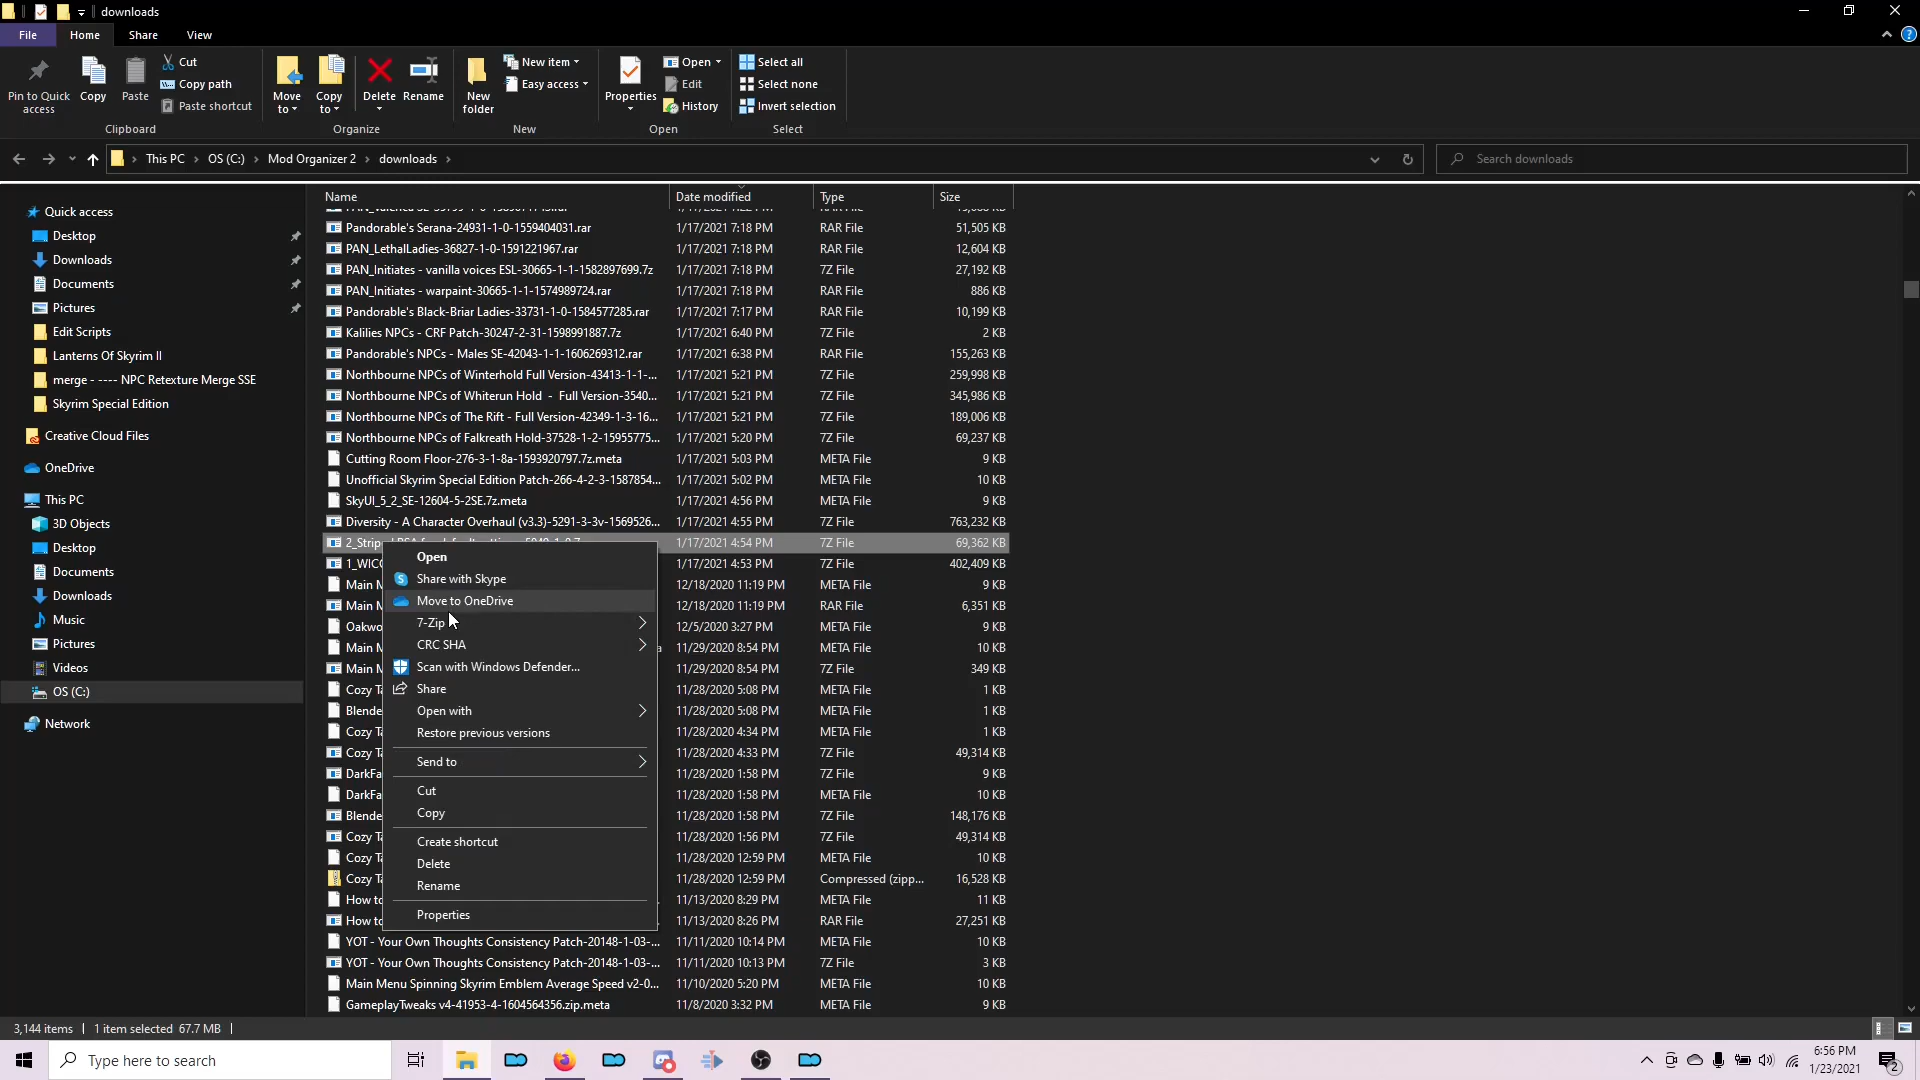 downloads
File Home Share View
Pin to Quick access
Copy
Paste
Cut
Copy path
Paste shortcut
Clipboard
Move to
Copy to
Delete
Rename
Organize
New folder
New item
Easy access
New
Properties
Open
Edit
History
Open
Select all
Select none
Invert selection
Select
This PC OS (C:) Mod Organizer 2 downloads
Search downloads
Quick access
Desktop
Downloads
Documents
Pictures
Edit Scripts
Lanterns Of Skyrim II
merge - ---- NPC Retexture Merge SSE
Skyrim Special Edition
Creative Cloud Files
OneDrive
This PC
3D Objects
Desktop
Documents
Downloads
Music
Pictures
Videos
OS (C:)
Network
Name Date modified Type Size
Pandorable's Serana-24931-1-0-1559404031.rar 1/17/2021 7:18 PM RAR File 51,505 KB
PAN_LethalLadies-36827-1-0-1591221967.rar 1/17/2021 7:18 PM RAR File 12,604 KB
PAN_Initiates - vanilla voices ESL-30665-1-1-1582897699.7z 1/17/2021 7:18 PM 7Z File 27,192 KB
PAN_Initiates - warpaint-30665-1-1-1574989724.rar 1/17/2021 7:18 PM RAR File 886 KB
Pandorable's Black-Briar Ladies-33731-1-0-1584577285.rar 1/17/2021 7:17 PM RAR File 10,199 KB
Kalilies NPCs - CRF Patch-30247-2-31-1598991887.7z 1/17/2021 6:40 PM 7Z File 2 KB
Pandorable's NPCs - Males SE-42043-1-1-1606269312.rar 1/17/2021 6:38 PM RAR File 155,263 KB
Northbourne NPCs of Winterhold Full Version-43413-1-1-... 1/17/2021 5:21 PM 7Z File 259,998 KB
Northbourne NPCs of Whiterun Hold - Full Version-3540... 1/17/2021 5:21 PM 7Z File 345,986 KB
Northbourne NPCs of The Rift - Full Version-42349-1-3-16... 1/17/2021 5:21 PM 7Z File 189,006 KB
Northbourne NPCs of Falkreath Hold-37528-1-2-15955775... 1/17/2021 5:20 PM 7Z File 69,237 KB
Cutting Room Floor-276-3-1-8a-1593920797.7z.meta 1/17/2021 5:03 PM META File 9 KB
Unofficial Skyrim Special Edition Patch-266-4-2-3-1587854... 1/17/2021 5:02 PM META File 10 KB
SkyUI_5_2_SE-12604-5-2SE.7z.meta 1/17/2021 4:56 PM META File 9 KB
Diversity - A Character Overhaul (v3.3)-5291-3-3v-1569526... 1/17/2021 4:55 PM 7Z File 763,232 KB
2_Strip 1/17/2021 4:54 PM 7Z File 69,362 KB
1_WICO 1/17/2021 4:53 PM 7Z File 402,409 KB
Main M 12/18/2020 11:19 PM META File 9 KB
Main M 12/18/2020 11:19 PM RAR File 6,351 KB
Oakwo 12/5/2020 3:27 PM META File 9 KB
Main M 11/29/2020 8:54 PM META File 10 KB
Main M 11/29/2020 8:54 PM 7Z File 349 KB
Cozy Ta 11/28/2020 5:08 PM META File 1 KB
Blende 11/28/2020 5:08 PM META File 1 KB
Cozy Ta 11/28/2020 4:34 PM META File 1 KB
Cozy Ta 11/28/2020 4:33 PM 7Z File 49,314 KB
DarkFa 11/28/2020 1:58 PM 7Z File 9 KB
DarkFa 11/28/2020 1:58 PM META File 10 KB
Blende 11/28/2020 1:58 PM 7Z File 148,176 KB
Cozy Ta 11/28/2020 1:56 PM 7Z File 49,314 KB
Cozy Ta 11/28/2020 12:59 PM META File 10 KB
Cozy Ta 11/28/2020 12:59 PM Compressed (zipp... 16,528 KB
How to 11/13/2020 8:29 PM META File 11 KB
How to 11/13/2020 8:26 PM RAR File 27,251 KB
YOT - Your Own Thoughts Consistency Patch-20148-1-03-... 11/11/2020 10:14 PM META File 10 KB
YOT - Your Own Thoughts Consistency Patch-20148-1-03-... 11/11/2020 10:13 PM 7Z File 3 KB
Main Menu Spinning Skyrim Emblem Average Speed v2-0... 11/10/2020 5:20 PM META File 10 KB
GameplayTweaks v4-41953-4-1604564356.zip.meta 11/8/2020 3:32 PM META File 9 KB
Open
Share with Skype
Move to OneDrive
7-Zip
CRC SHA
Scan with Windows Defender...
Share
Open with
Restore previous versions
Send to
Cut
Copy
Create shortcut
Delete
Rename
Properties
3,144 items 1 item selected 67.7 MB
Type here to search
6:56 PM
1/23/2021
2